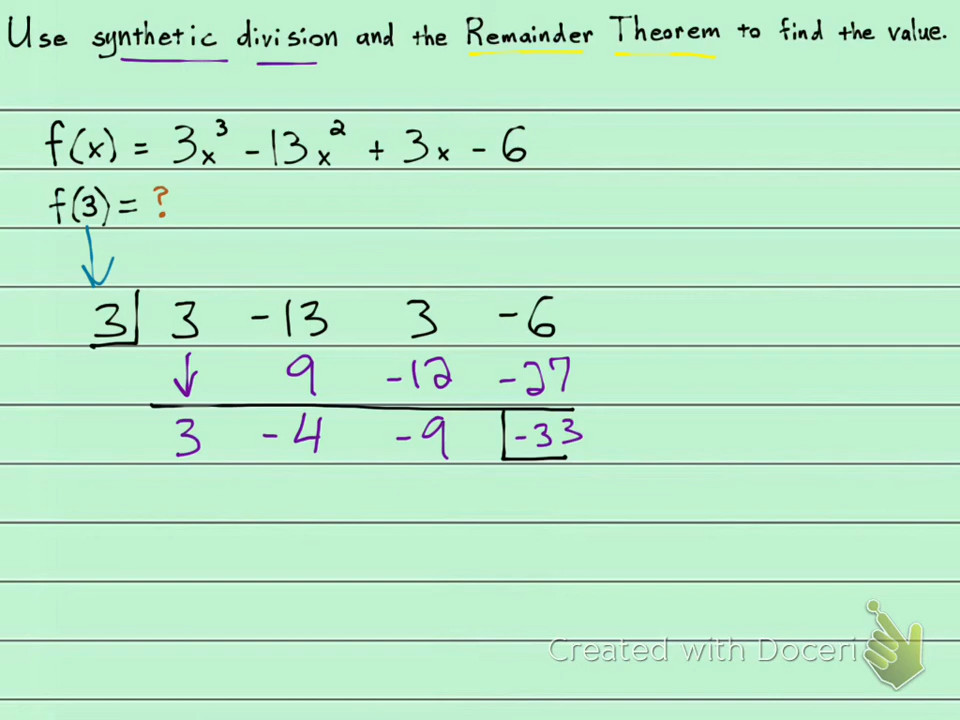 Use synthetic division and the Remainder Theorem to find the value.
f(x) = 3x³ - 13x² + 3x - 6
f(3) = ?
3 3 -13 3 -6
↓ 9 -12 -27
3 -4 -9 -33
Created with Doceri